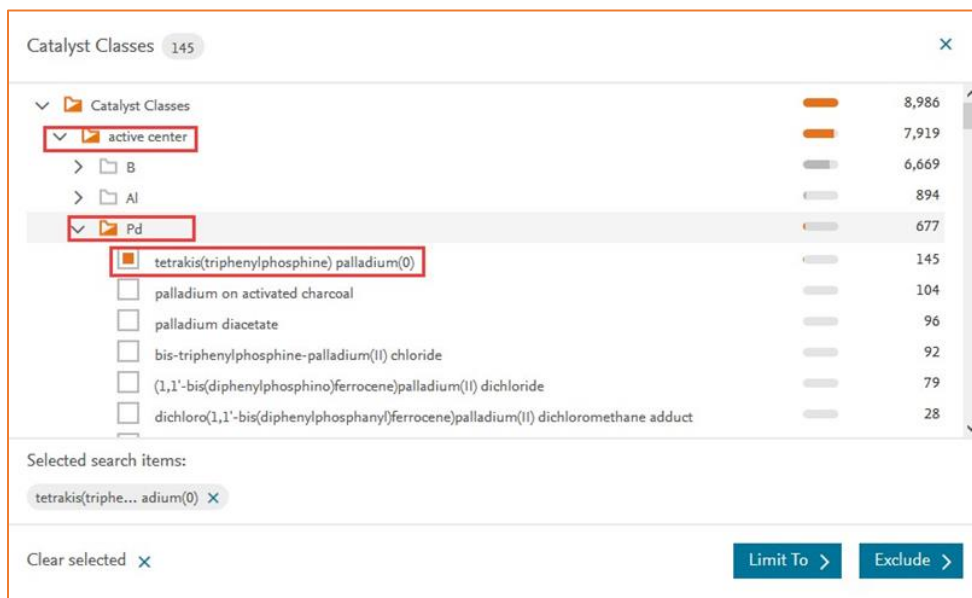 Catalyst Classes 145
Catalyst Classes 8,986
active center 7,919
B 6,669
Al 894
Pd 677
tetrakis(triphenylphosphine) palladium(0) 145
palladium on activated charcoal 104
palladium diacetate 96
bis-triphenylphosphine-palladium(II) chloride 92
(1,1'-bis(diphenylphosphino)ferrocene)palladium(II) dichloride 79
dichloro(1,1'-bis(diphenylphosphanyl)ferrocene)palladium(II) dichloromethane adduct 28
Selected search items:
tetrakis(triphe... adium(0)
Clear selected
Limit To
Exclude